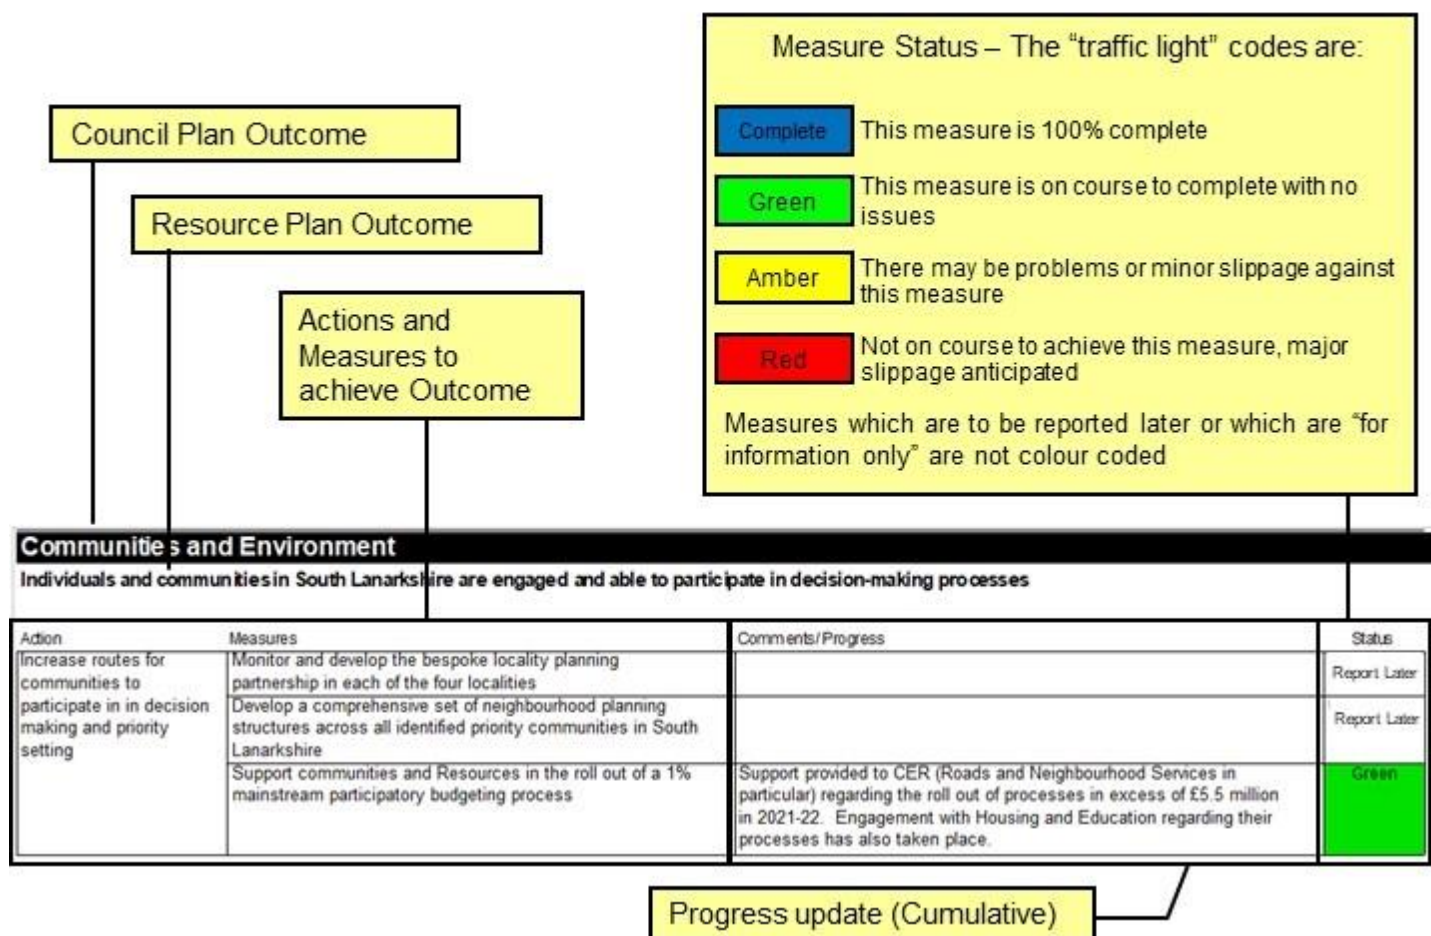 Measure Status – The “traffic light” codes are:
Complete
This measure is 100% complete
Green
This measure is on course to complete with no
issues
Amber
There may be problems or minor slippage against
this measure
Red
Not on course to achieve this measure, major
slippage anticipated
Measures which are to be reported later or which are “for
information only” are not colour coded
Council Plan Outcome
Resource Plan Outcome
Actions and
Measures to
achieve Outcome
Communities and Environment
Individuals and communities in South Lanarkshire are engaged and able to participate in decision-making processes
Action
Measures
Comments/Progress
Status
Increase routes for
communities to
participate in in decision
making and priority
setting
Monitor and develop the bespoke locality planning
partnership in each of the four localities
Report Later
Develop a comprehensive set of neighbourhood planning
structures across all identified priority communities in South
Lanarkshire
Report Later
Support communities and Resources in the roll out of a 1%
mainstream participatory budgeting process
Support provided to CER (Roads and Neighbourhood Services in
particular) regarding the roll out of processes in excess of £5.5 million
in 2021-22. Engagement with Housing and Education regarding their
processes has also taken place.
Green
Progress update (Cumulative)